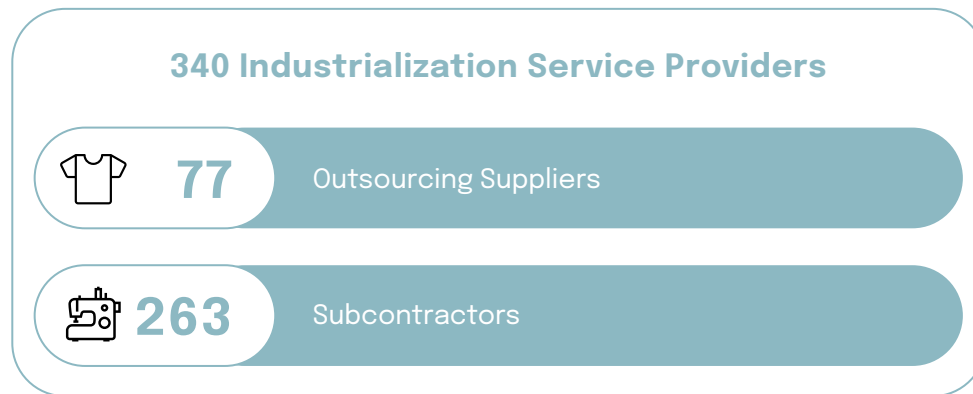 340 Industrialization Service Providers
77 Outsourcing Suppliers
263 Subcontractors